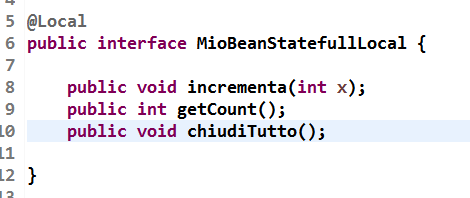 5 @Local
6 public interface MioBeanStatefullLocal {
7
8 public void incrementa(int x);
9 public int getCount();
10 public void chiudiTutto();
11
12 }
13